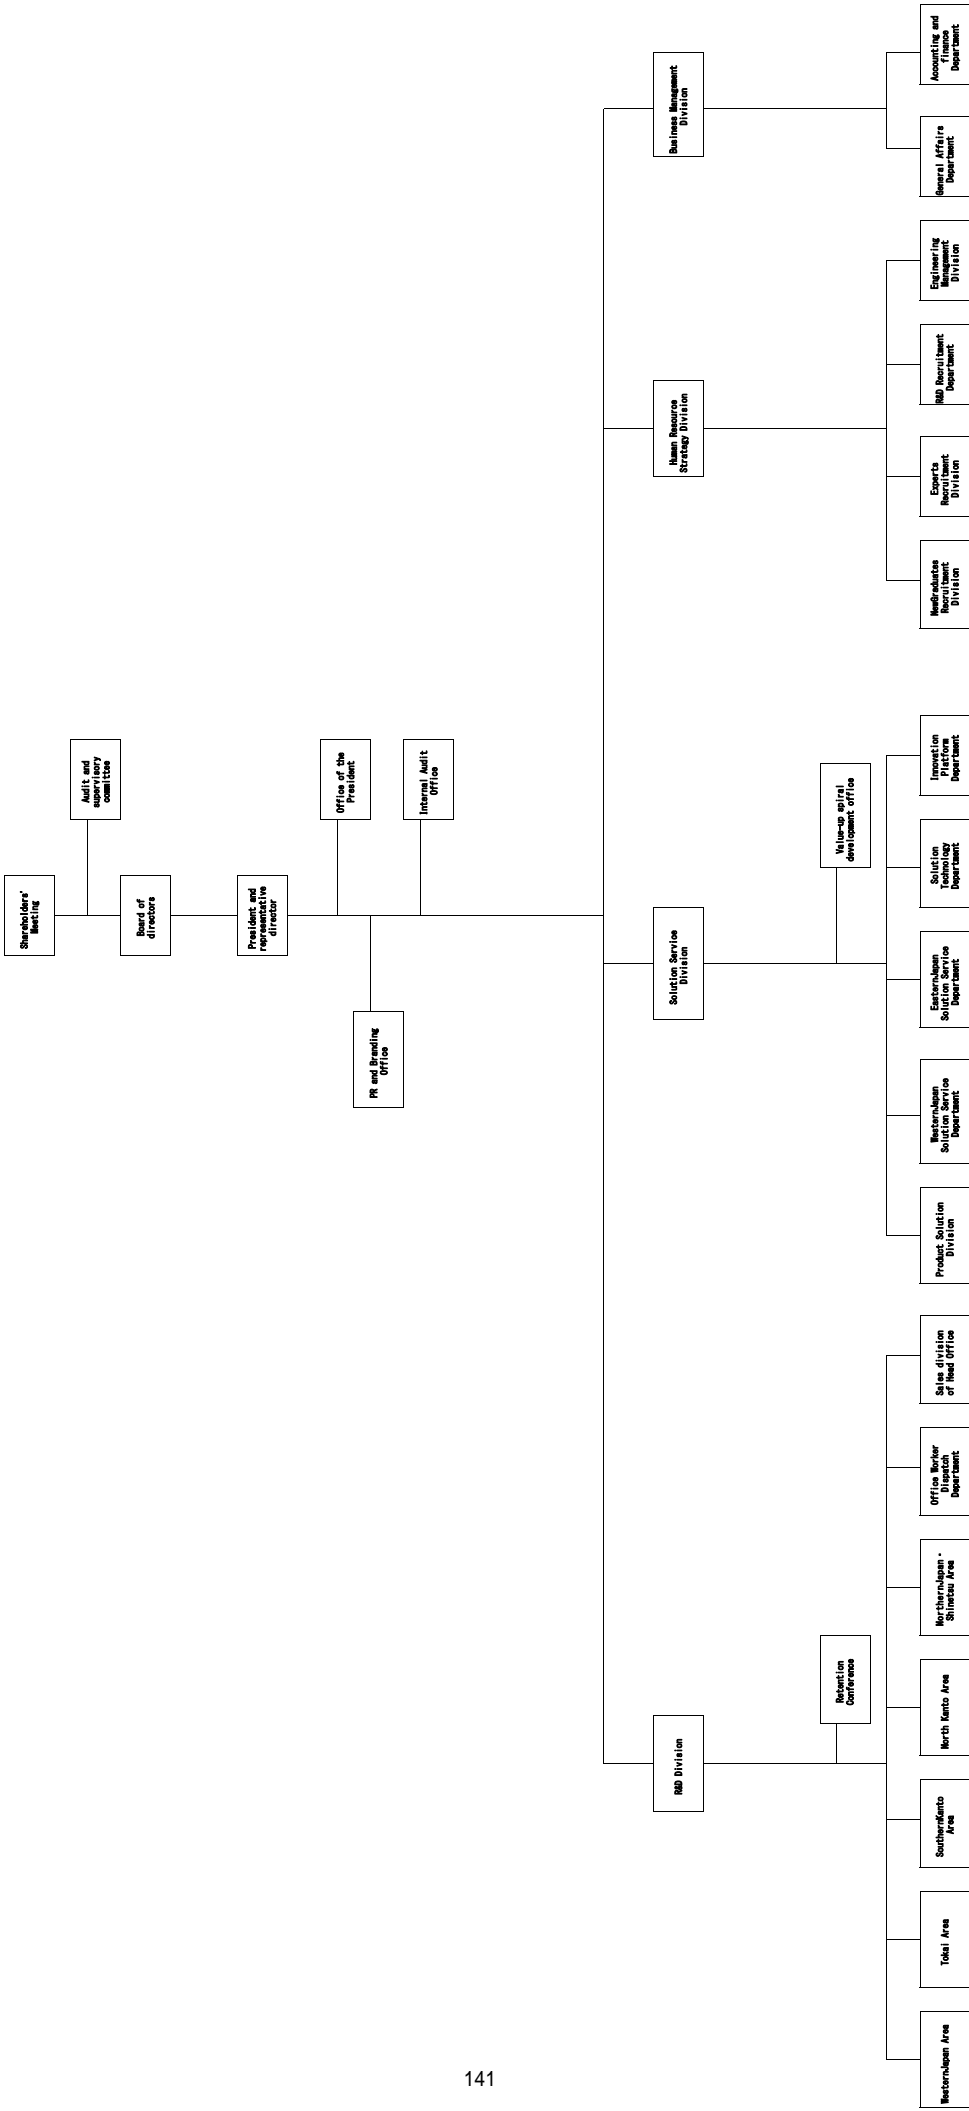 Shareholders'
Meeting
Audit and
supervisory
committee
Board of
directors
President and
representative
director
Office of the
President
PR and Branding
Office
Internal Audit
Office
R&D Division
Solution Service
Division
Human Resource
Strategy Division
Business Management
Division
Retention
Conference
Value-up spiral
development office
WesternJapan Area
Tokai Area
SouthernKanto
Area
North Kanto Area
NorthernJapan・
Shinetsu Area
Office Worker
Dispatch
Department
Sales division
of Head Office
Product Solution
Division
WesternJapan
Solution Service
Department
EasternJapan
Solution Service
Department
Solution
Technology
Department
Innovation
Platform
Department
NewGraduates
Recruitment
Division
Experts
Recruitment
Division
R&D Recruitment
Department
Engineering
Management
Division
General Affairs
Department
Accounting and
finance
Department
141